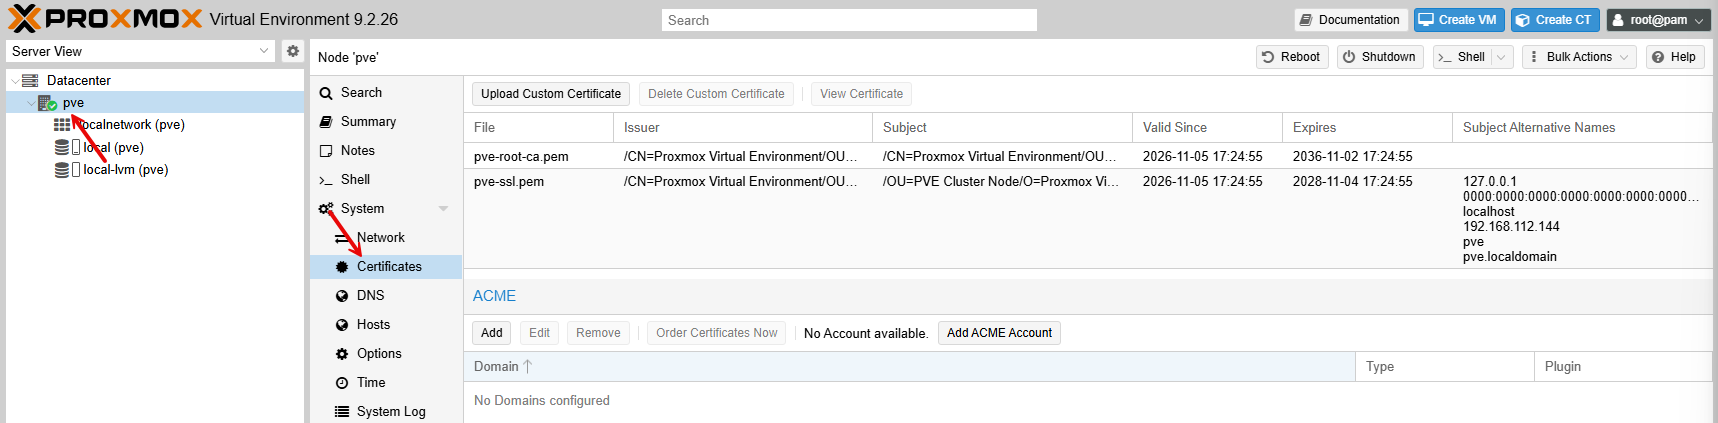 PROXMOX Virtual Environment 9.2.26
Search
Documentation
Create VM
Create CT
root@pam
Server View
Datacenter
pve
localnetwork (pve)
local (pve)
local-lvm (pve)
Node 'pve'
Reboot
Shutdown
Shell
Bulk Actions
Help
Search
Summary
Notes
Shell
System
Network
Certificates
DNS
Hosts
Options
Time
System Log
Upload Custom Certificate
Delete Custom Certificate
View Certificate
File Issuer Subject Valid Since Expires Subject Alternative Names
pve-root-ca.pem /CN=Proxmox Virtual Environment/OU... /CN=Proxmox Virtual Environment/OU... 2026-11-05 17:24:55 2036-11-02 17:24:55
pve-ssl.pem /CN=Proxmox Virtual Environment/OU... /OU=PVE Cluster Node/O=Proxmox Vi... 2026-11-05 17:24:55 2028-11-04 17:24:55 127.0.0.1
0000:0000:0000:0000:0000:0000:0000...
localhost
192.168.112.144
pve
pve.localdomain
ACME
Add Edit Remove Order Certificates Now No Account available. Add ACME Account
Domain Type Plugin
No Domains configured